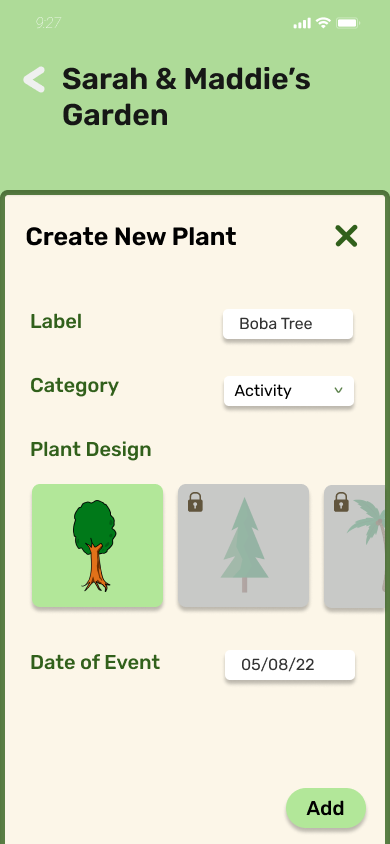 9:27
Sarah & Maddie’s
Garden
Create New Plant
Label
Boba Tree
Category
Activity
Plant Design
Date of Event
05/08/22
Add